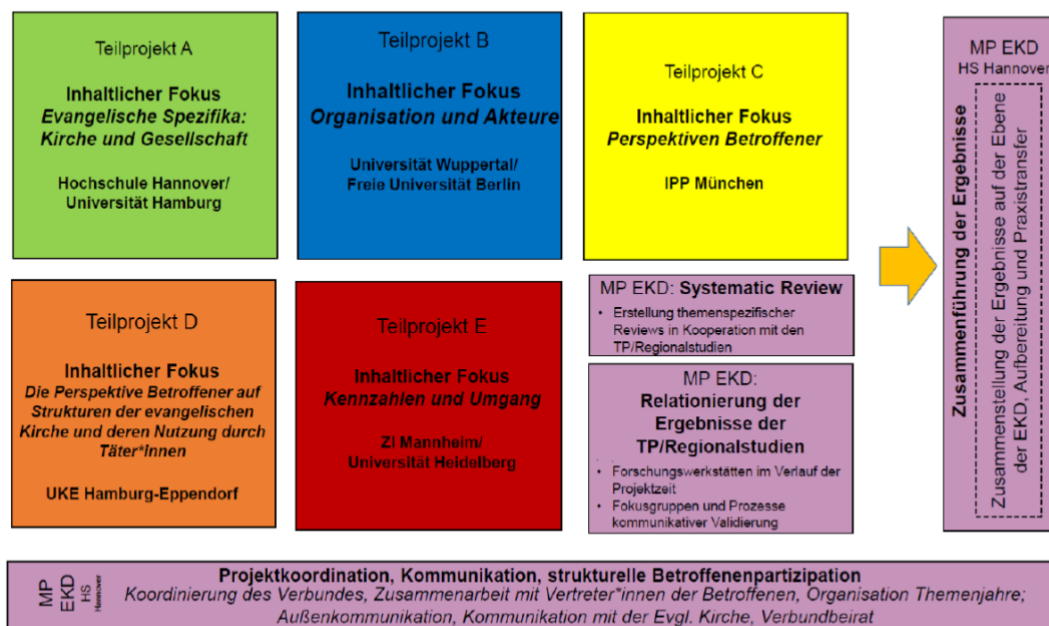 Teilprojekt A
Inhaltlicher Fokus
Evangelische Spezifika:
Kirche und Gesellschaft
Hochschule Hannover/
Universität Hamburg
Teilprojekt B
Inhaltlicher Fokus
Organisation und Akteure
Universität Wuppertal/
Freie Universität Berlin
Teilprojekt C
Inhaltlicher Fokus
Perspektiven Betroffener
IPP München
Teilprojekt D
Inhaltlicher Fokus
Die Perspektive Betroffener auf
Strukturen der evangelischen
Kirche und deren Nutzung durch
Täter*innen
UKE Hamburg-Eppendorf
Teilprojekt E
Inhaltlicher Fokus
Kennzahlen und Umgang
ZI Mannheim/
Universität Heidelberg
MP EKD: Systematic Review
• Erstellung themenspezifischer
Reviews in Kooperation mit den
TP/Regionalstudien
MP EKD:
Relationierung der
Ergebnisse der
TP/Regionalstudien
• Forschungswerkstätten im Verlauf der
Projektzeit
• Fokusgruppen und Prozesse
kommunikativer Validierung
MP EKD
HS Hannover
Zusammenführung der Ergebnisse
Zusammenstellung der Ergebnisse auf der Ebene
der EKD, Aufbereitung und Praxistransfer
MP
EKD
HS
Hannover
Projektkoordination, Kommunikation, strukturelle Betroffenenpartizipation
Koordinierung des Verbundes, Zusammenarbeit mit Vertreter*innen der Betroffenen, Organisation Themenjahre;
Außenkommunikation, Kommunikation mit der Evgl. Kirche, Verbundbeirat